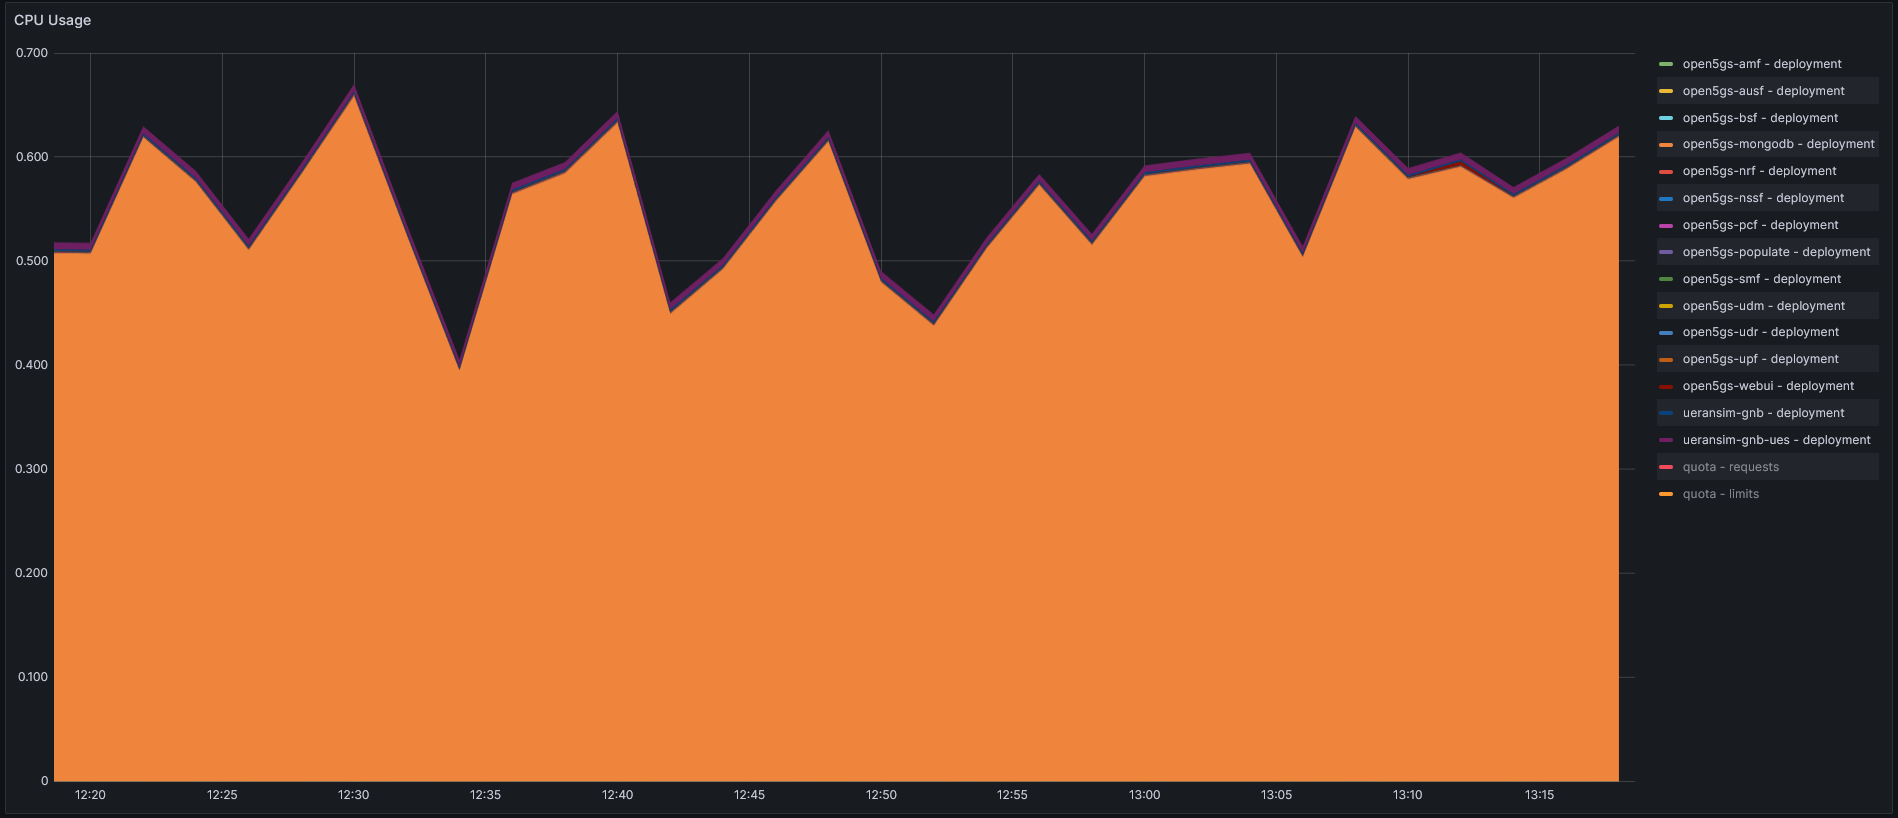 CPU Usage
0.700
0.600
0.500
0.400
0.300
0.200
0.100
0
12:20
12:25
12:30
12:35
12:40
12:45
12:50
12:55
13:00
13:05
13:10
13:15
open5gs-amf - deployment
open5gs-ausf - deployment
open5gs-bsf - deployment
open5gs-mongodb - deployment
open5gs-nrf - deployment
open5gs-nssf - deployment
open5gs-pcf - deployment
open5gs-populate - deployment
open5gs-smf - deployment
open5gs-udm - deployment
open5gs-udr - deployment
open5gs-upf - deployment
open5gs-webui - deployment
ueransim-gnb - deployment
ueransim-gnb-ues - deployment
quota - requests
quota - limits